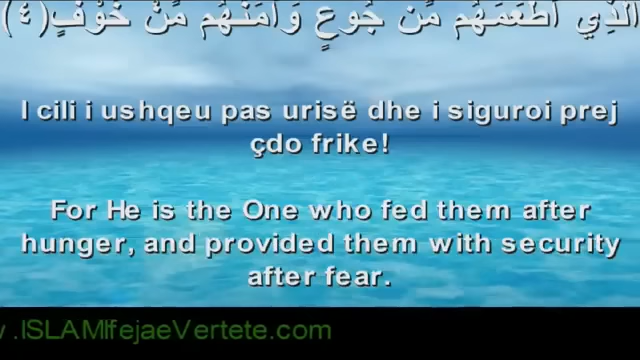 الَّذِي أَطْعَمَهُم مِّن جُوعٍ وَآمَنَهُم مِّنْ خَوْفٍ(٤)
I cili i ushqeu pas urisë dhe i siguroi prej
çdo frike!
For He is the One who fed them after
hunger, and provided them with security
after fear.
.ISLAMIfejaeVertete.com